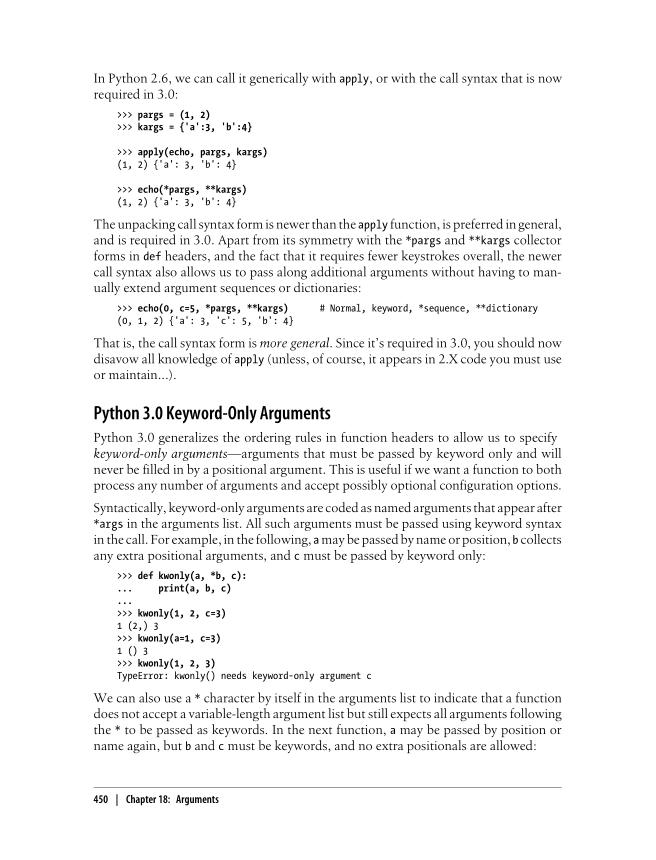 In Python 2.6, we can call it generically with apply, or with the call syntax that is now
required in 3.0:
>>> pargs = (1, 2)
>>> kargs = {'a':3, 'b':4}
>>> apply(echo, pargs, kargs)
(1, 2) {'a': 3, 'b': 4}
>>> echo(*pargs, **kargs)
(1, 2) {'a': 3, 'b': 4}
The unpacking call syntax form is newer than the apply function, is preferred in general,
and is required in 3.0. Apart from its symmetry with the *pargs and **kargs collector
forms in def headers, and the fact that it requires fewer keystrokes overall, the newer
call syntax also allows us to pass along additional arguments without having to man-
ually extend argument sequences or dictionaries:
>>> echo(0, c=5, *pargs, **kargs) # Normal, keyword, *sequence, **dictionary
(0, 1, 2) {'a': 3, 'c': 5, 'b': 4}
That is, the call syntax form is more general. Since it's required in 3.0, you should now
disavow all knowledge of apply (unless, of course, it appears in 2.X code you must use
or maintain...).
Python 3.0 Keyword-Only Arguments
Python 3.0 generalizes the ordering rules in function headers to allow us to specify
keyword-only arguments—arguments that must be passed by keyword only and will
never be filled in by a positional argument. This is useful if we want a function to both
process any number of arguments and accept possibly optional configuration options.
Syntactically, keyword-only arguments are coded as named arguments that appear after
*args in the arguments list. All such arguments must be passed using keyword syntax
in the call. For example, in the following, a may be passed by name or position, b collects
any extra positional arguments, and c must be passed by keyword only:
>>> def kwonly(a, *b, c):
... print(a, b, c)
...
>>> kwonly(1, 2, c=3)
1 (2,) 3
>>> kwonly(a=1, c=3)
1 () 3
>>> kwonly(1, 2, 3)
TypeError: kwonly() needs keyword-only argument c
We can also use a * character by itself in the arguments list to indicate that a function
does not accept a variable-length argument list but still expects all arguments following
the * to be passed as keywords. In the next function, a may be passed by position or
name again, but b and c must be keywords, and no extra positionals are allowed:
450 | Chapter 18: Arguments